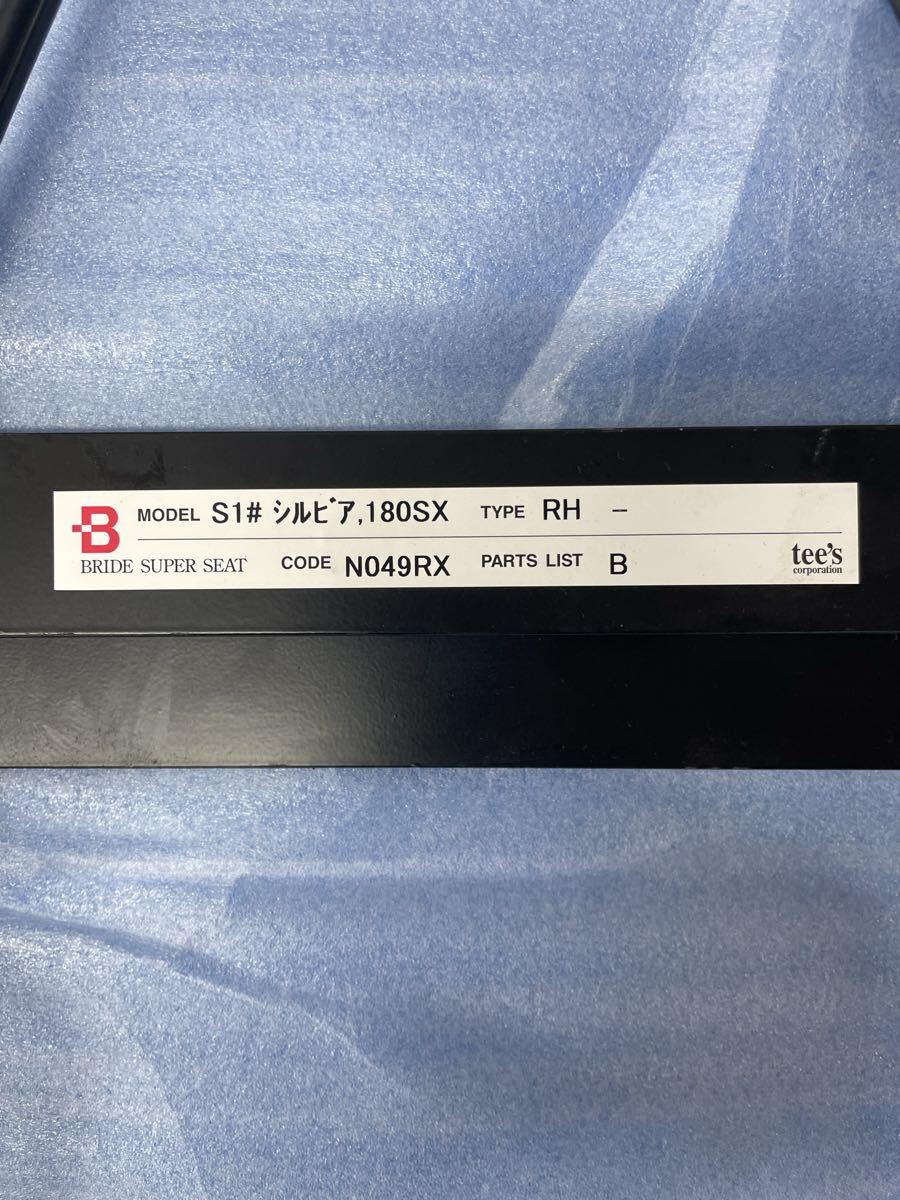 B MODEL S1# シルビア,180SX TYPE RH −
BRIDE SUPER SEAT CODE N049RX PARTS LIST B
tee's
corporation